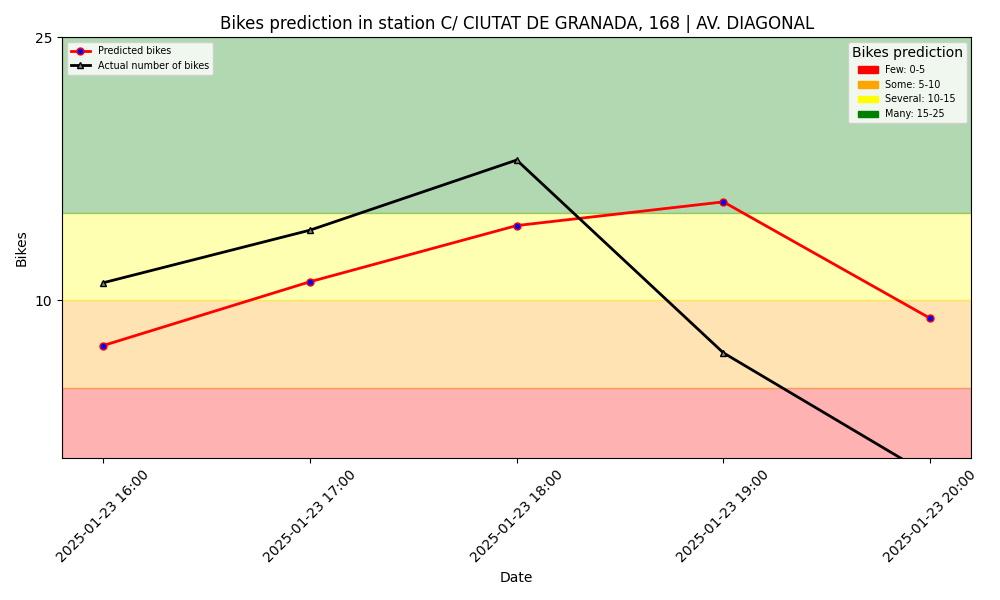 Bikes prediction in station C/ CIUTAT DE GRANADA, 168 | AV. DIAGONAL
25
Predicted bikes
Actual number of bikes
Bikes prediction
Few: 0-5
Some: 5-10
Several: 10-15
Many: 15-25
Bikes
10
2025-01-23 16:00
2025-01-23 17:00
2025-01-23 18:00
2025-01-23 19:00
2025-01-23 20:00
Date